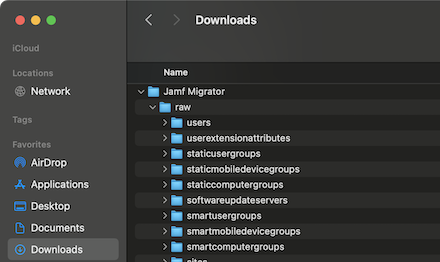 Downloads
iCloud
Locations
Network
Tags
Favorites
AirDrop
Applications
Desktop
Documents
Downloads
Name
Jamf Migrator
raw
users
userextensionattributes
staticusergroups
staticmobiledevicegroups
staticcomputergroups
softwareupdateservers
smartusergroups
smartmobiledevicegroups
smartcomputergroups
sites